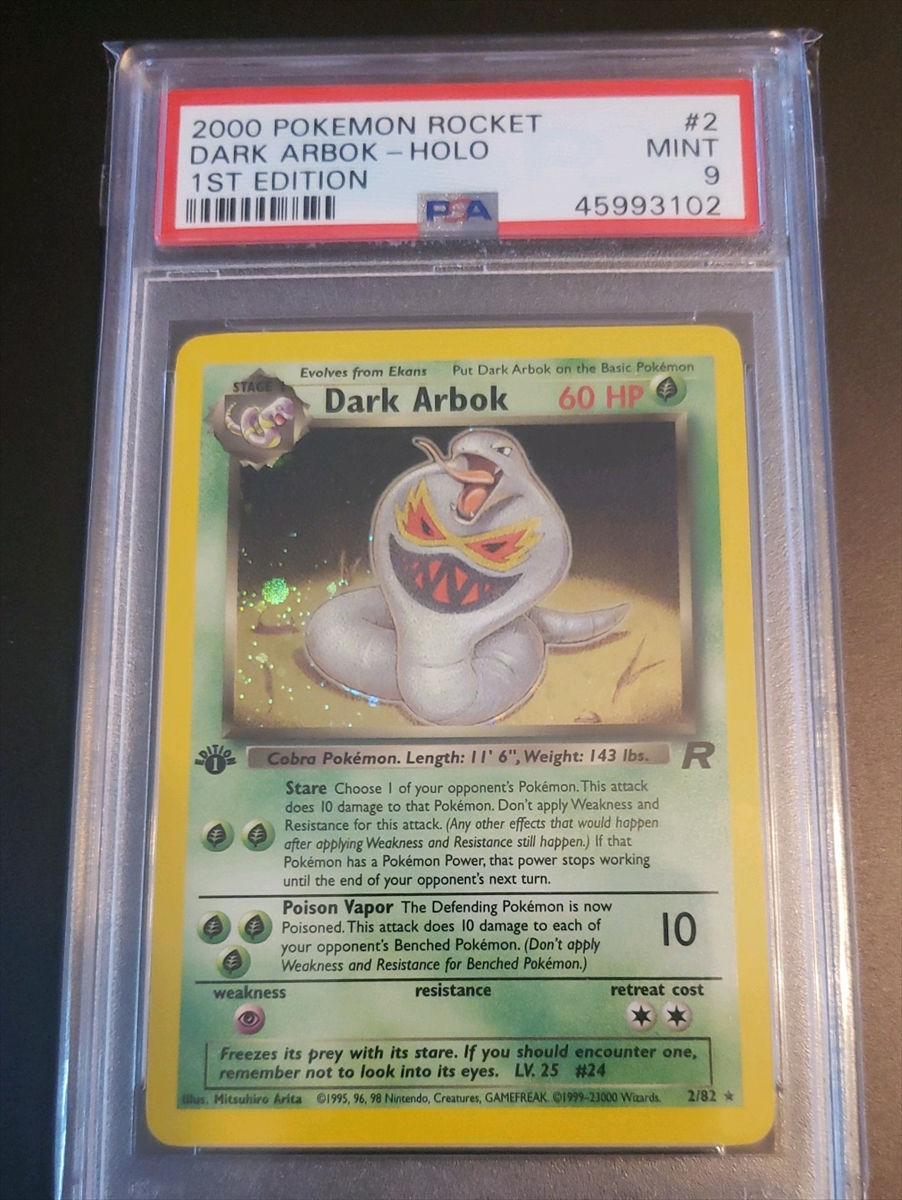 2000 POKEMON ROCKET #2
DARK ARBOK – HOLO MINT
1ST EDITION 9
PSA 45993102
Evolves from Ekans Put Dark Arbok on the Basic Pokémon
STAGE
Dark Arbok 60 HP
EDITION 1
Cobra Pokémon. Length: 11' 6", Weight: 143 lbs. R
Stare Choose 1 of your opponent's Pokémon. This attack
does 10 damage to that Pokémon. Don't apply Weakness and
Resistance for this attack. (Any other effects that would happen
after applying Weakness and Resistance still happen.) If that
Pokémon has a Pokémon Power, that power stops working
until the end of your opponent's next turn.
Poison Vapor The Defending Pokémon is now
Poisoned. This attack does 10 damage to each of 10
your opponent's Benched Pokémon. (Don't apply
Weakness and Resistance for Benched Pokémon.)
weakness resistance retreat cost
Freezes its prey with its stare. If you should encounter one,
remember not to look into its eyes. LV. 25 #24
Illus. Mitsuhiro Arita ©1995, 96, 98 Nintendo, Creatures, GAMEFREAK. ©1999-23000 Wizards. 2/82 ★